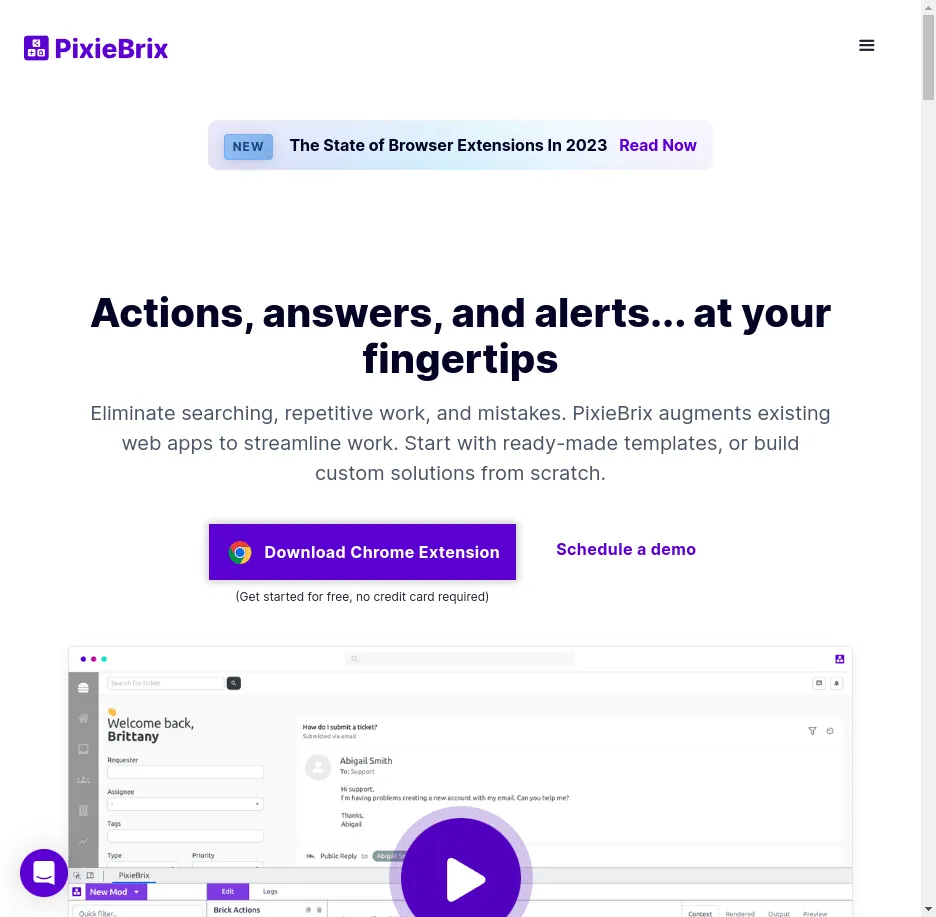 PixieBrix
NEW The State of Browser Extensions In 2023 Read Now
Actions, answers, and alerts... at your
fingertips
Eliminate searching, repetitive work, and mistakes. PixieBrix augments existing
web apps to streamline work. Start with ready-made templates, or build
custom solutions from scratch.
Download Chrome Extension
Schedule a demo
(Get started for free, no credit card required)
Search for ticket
Welcome back,
Brittany
Requester
Assignee
-
Tags
Type Priority
How do I submit a ticket?
Submitted via email
Abigail Smith
To: Support
Hi support,
I'm having problems creating a new account with my email. Can you help me?
Thanks,
Abigail
Public Reply to Abigail
PixieBrix
New Mod Edit Logs
Quick filter...
Brick Actions
Context Rendered Output Preview